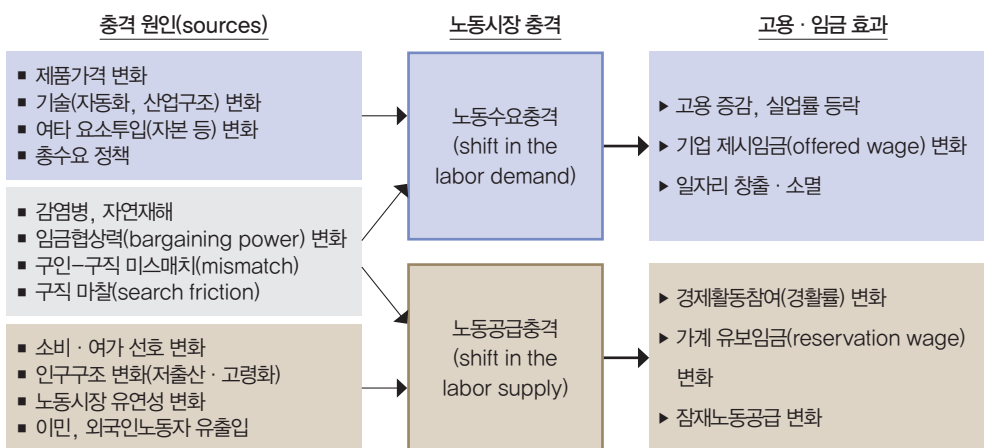 충격 원인(sources)
노동시장 충격
고용 · 임금 효과
▪ 제품가격 변화
▪ 기술(자동화, 산업구조) 변화
▪ 여타 요소투입(자본 등) 변화
▪ 총수요 정책
▪ 감염병, 자연재해
▪ 임금협상력(bargaining power) 변화
▪ 구인-구직 미스매치(mismatch)
▪ 구직 마찰(search friction)
▪ 소비 · 여가 선호 변화
▪ 인구구조 변화(저출산 · 고령화)
▪ 노동시장 유연성 변화
▪ 이민, 외국인노동자 유출입
노동수요충격
(shift in the
labor demand)
노동공급충격
(shift in the
labor supply)
▶ 고용 증감, 실업률 등락
▶ 기업 제시임금(offered wage) 변화
▶ 일자리 창출 · 소멸
▶ 경제활동참여(경활률) 변화
▶ 가계 유보임금(reservation wage)
변화
▶ 잠재노동공급 변화